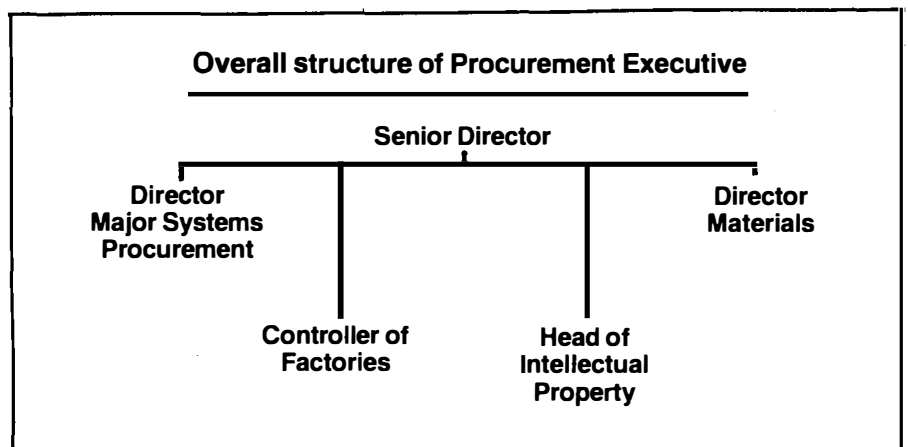 Overall structure of Procurement Executive
Senior Director
Director
Major Systems
Procurement
Director
Materials
Controller of
Factories
Head of
Intellectual
Property